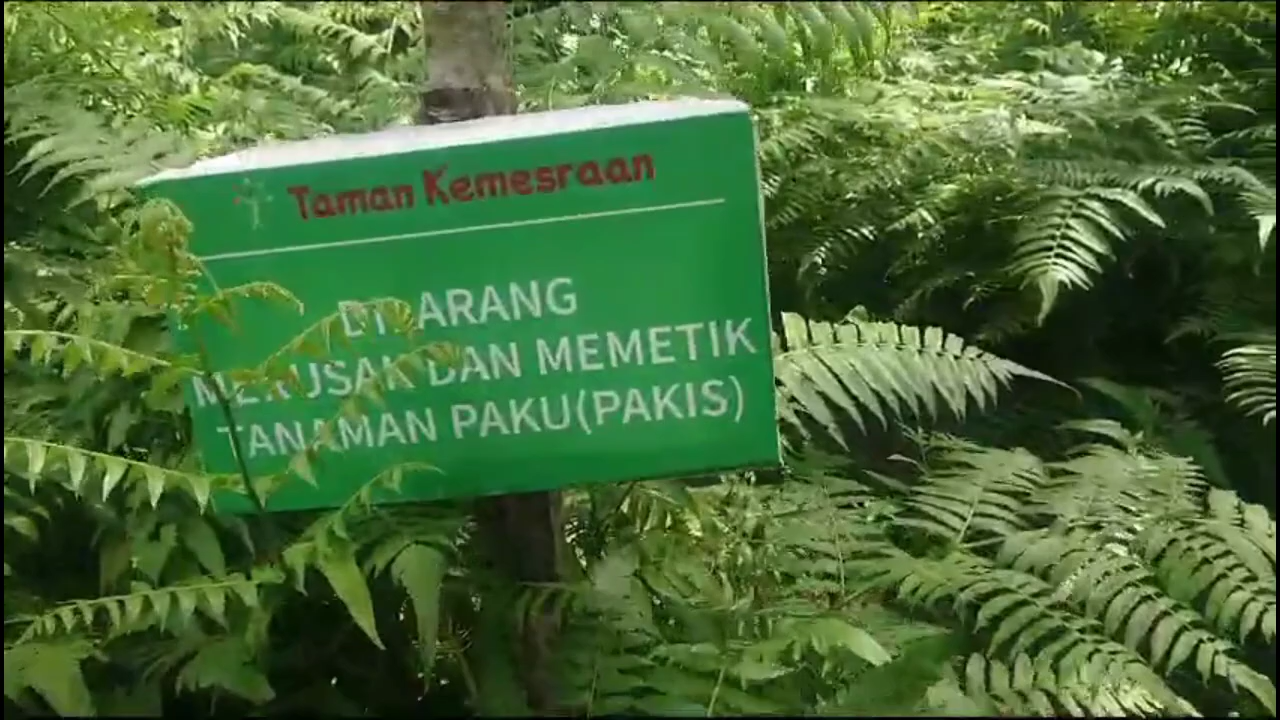 Taman Kemesraan
DILARANG
MERUSAK DAN MEMETIK
TANAMAN PAKU(PAKIS)